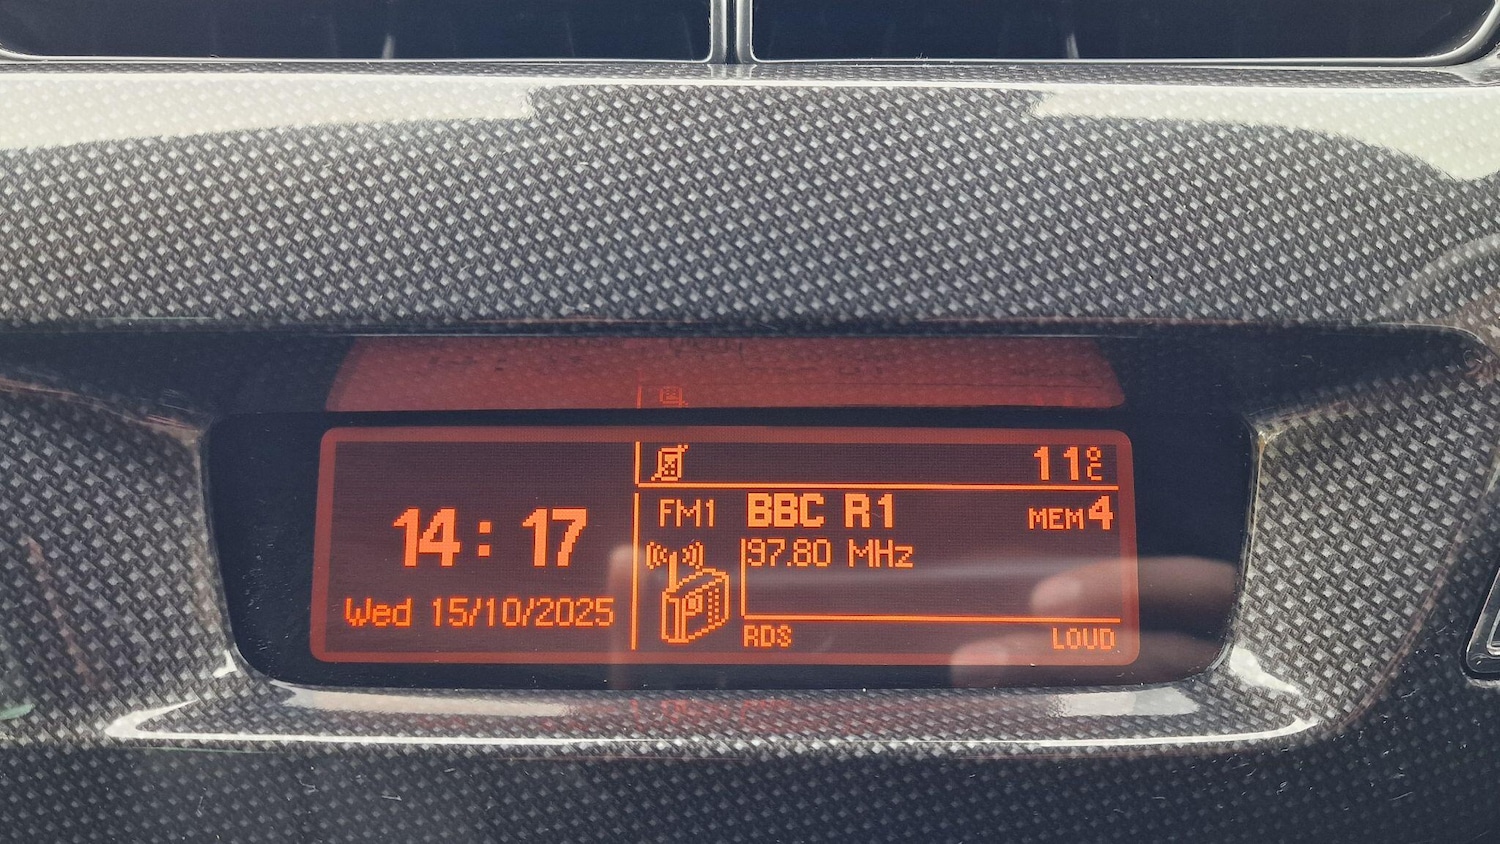 14:17
Wed 15/10/2025
11°C
FM1 BBC R1 MEM4
97.80 MHz
RDS LOUD